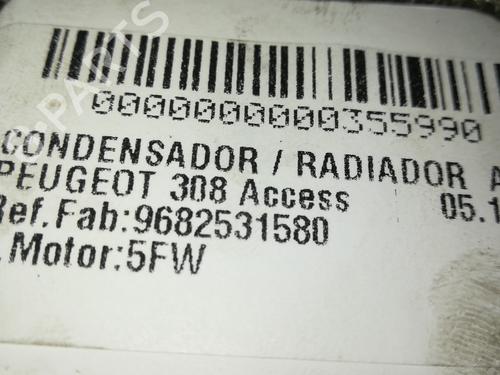 0000000000355990
CONDENSADOR / RADIADOR A
PEUGEOT 308 Access 05.1
Ref.Fab:9682531580
.Motor:5FW